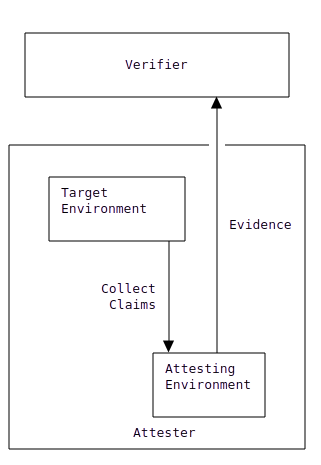 Verifier
Target
Environment
Evidence
Collect
Claims
Attesting
Environment
Attester